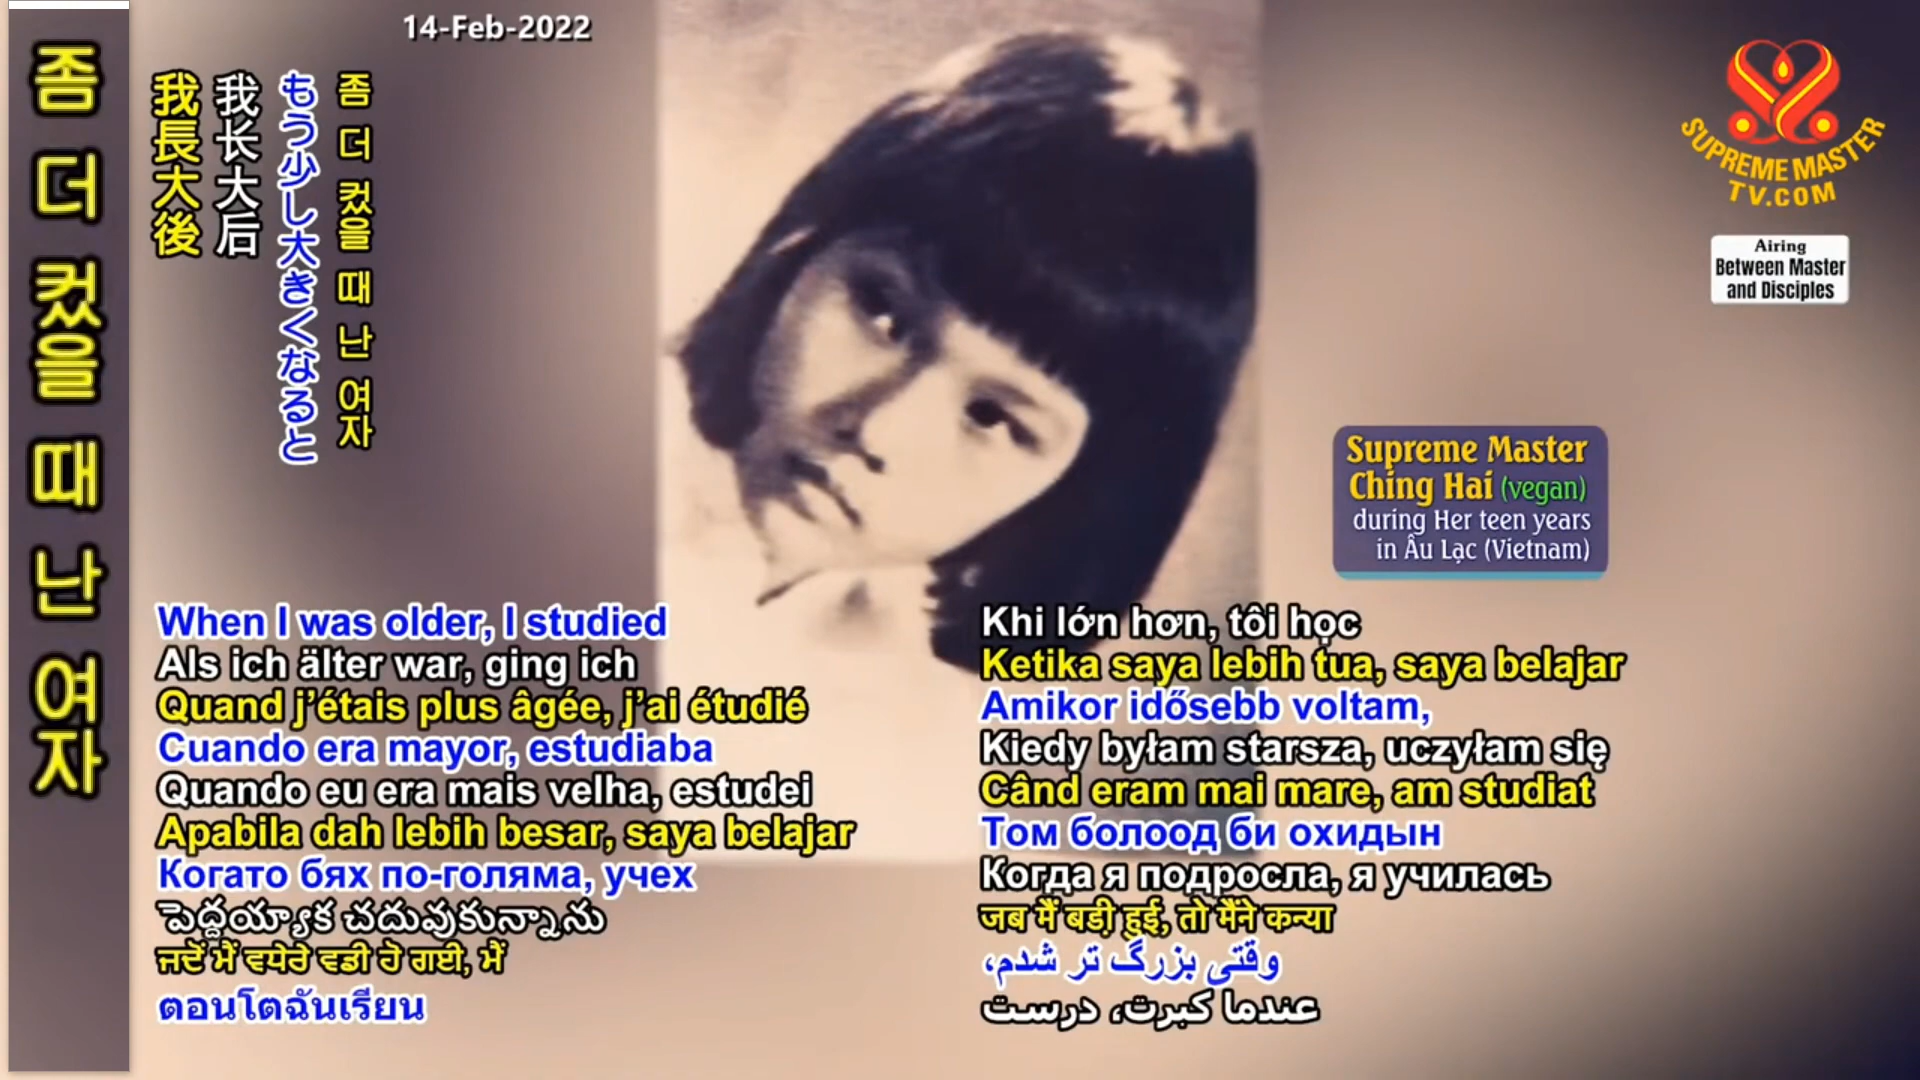 좀 더 컸을 때 난 여자
14-Feb-2022
我長大後
我长大后
もう少し大きくなると
좀 더 컸을 때 난 여자
SUPREME MASTER
TV.COM
Airing
Between Master
and Disciples
Supreme Master
Ching Hai (vegan)
during Her teen years
in Âu Lạc (Vietnam)
When I was older, I studied
Als ich älter war, ging ich
Quand j’étais plus âgée, j’ai étudié
Cuando era mayor, estudiaba
Quando eu era mais velha, estudei
Apabila dah lebih besar, saya belajar
Когато бях по-голяма, учех
పెద్దయ్యాక చదువుకున్నాను
ਜਦੋਂ ਮੈਂ ਵਧੇਰੇ ਵਡੀ ਹੋ ਗਈ, ਮੈਂ
ตอนโตฉันเรียน
Khi lớn hơn, tôi học
Ketika saya lebih tua, saya belajar
Amikor idősebb voltam,
Kiedy byłam starsza, uczyłam się
Când eram mai mare, am studiat
Том болоод би охидын
Когда я подросла, я училась
जब मैं बड़ी हुई, तो मैंने कन्या
وقتی بزرگ تر شدم،
عندما كبرت، درست